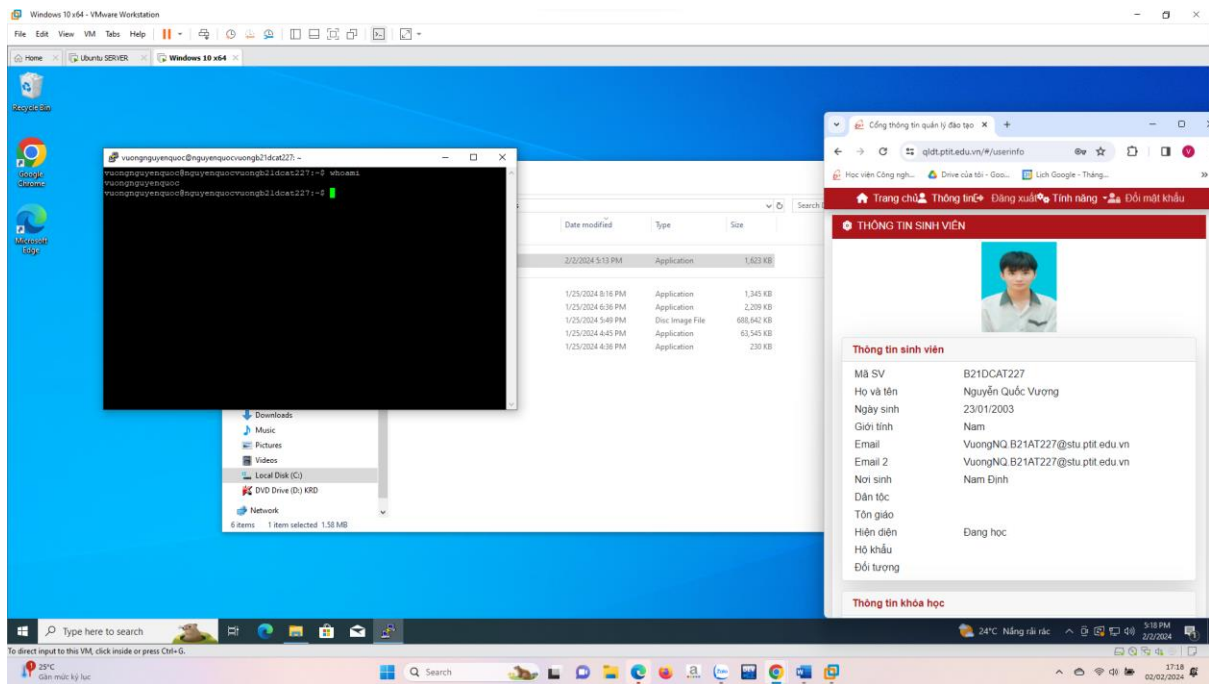 Windows 10 x64 - VMware Workstation
File Edit View VM Tabs Help
Home Ubuntu SERVER Windows 10 x64
Recycle Bin
Google Chrome
Microsoft Edge
vuongnguyenquoc@nguyenquocvuongb21dcat227: ~
vuongnguyenquoc@nguyenquocvuongb21dcat227:~$ whoami
vuongnguyenquoc
vuongnguyenquoc@nguyenquocvuongb21dcat227:~$
Search
Date modified Type Size
2/2/2024 5:13 PM Application 1,623 KB
1/25/2024 8:16 PM Application 1,345 KB
1/25/2024 6:36 PM Application 2,209 KB
1/25/2024 5:49 PM Disc Image File 688,642 KB
1/25/2024 4:45 PM Application 63,545 KB
1/25/2024 4:36 PM Application 230 KB
Downloads
Music
Pictures
Videos
Local Disk (C:)
DVD Drive (D:) KRD
Network
6 items 1 item selected 1.58 MB
Cổng thông tin quản lý đào tạo
qldt.ptit.edu.vn/#/userinfo
V
Học viện Công ngh... Drive của tôi - Goo... Lịch Google - Tháng...
Trang chủ Thông tin Đăng xuất Tính năng Đổi mật khẩu
THÔNG TIN SINH VIÊN
Thông tin sinh viên
Mã SV B21DCAT227
Họ và tên Nguyễn Quốc Vượng
Ngày sinh 23/01/2003
Giới tính Nam
Email VuongNQ.B21AT227@stu.ptit.edu.vn
Email 2 VuongNQ.B21AT227@stu.ptit.edu.vn
Nơi sinh Nam Định
Dân tộc
Tôn giáo
Hiện diện Đang học
Hộ khẩu
Đối tượng
Thông tin khóa học
Type here to search
24°C Nắng rải rác
5:18 PM
2/2/2024
To direct input to this VM, click inside or press Ctrl+G.
25°C
Gần mức kỷ lục
Search
17:18
02/02/2024